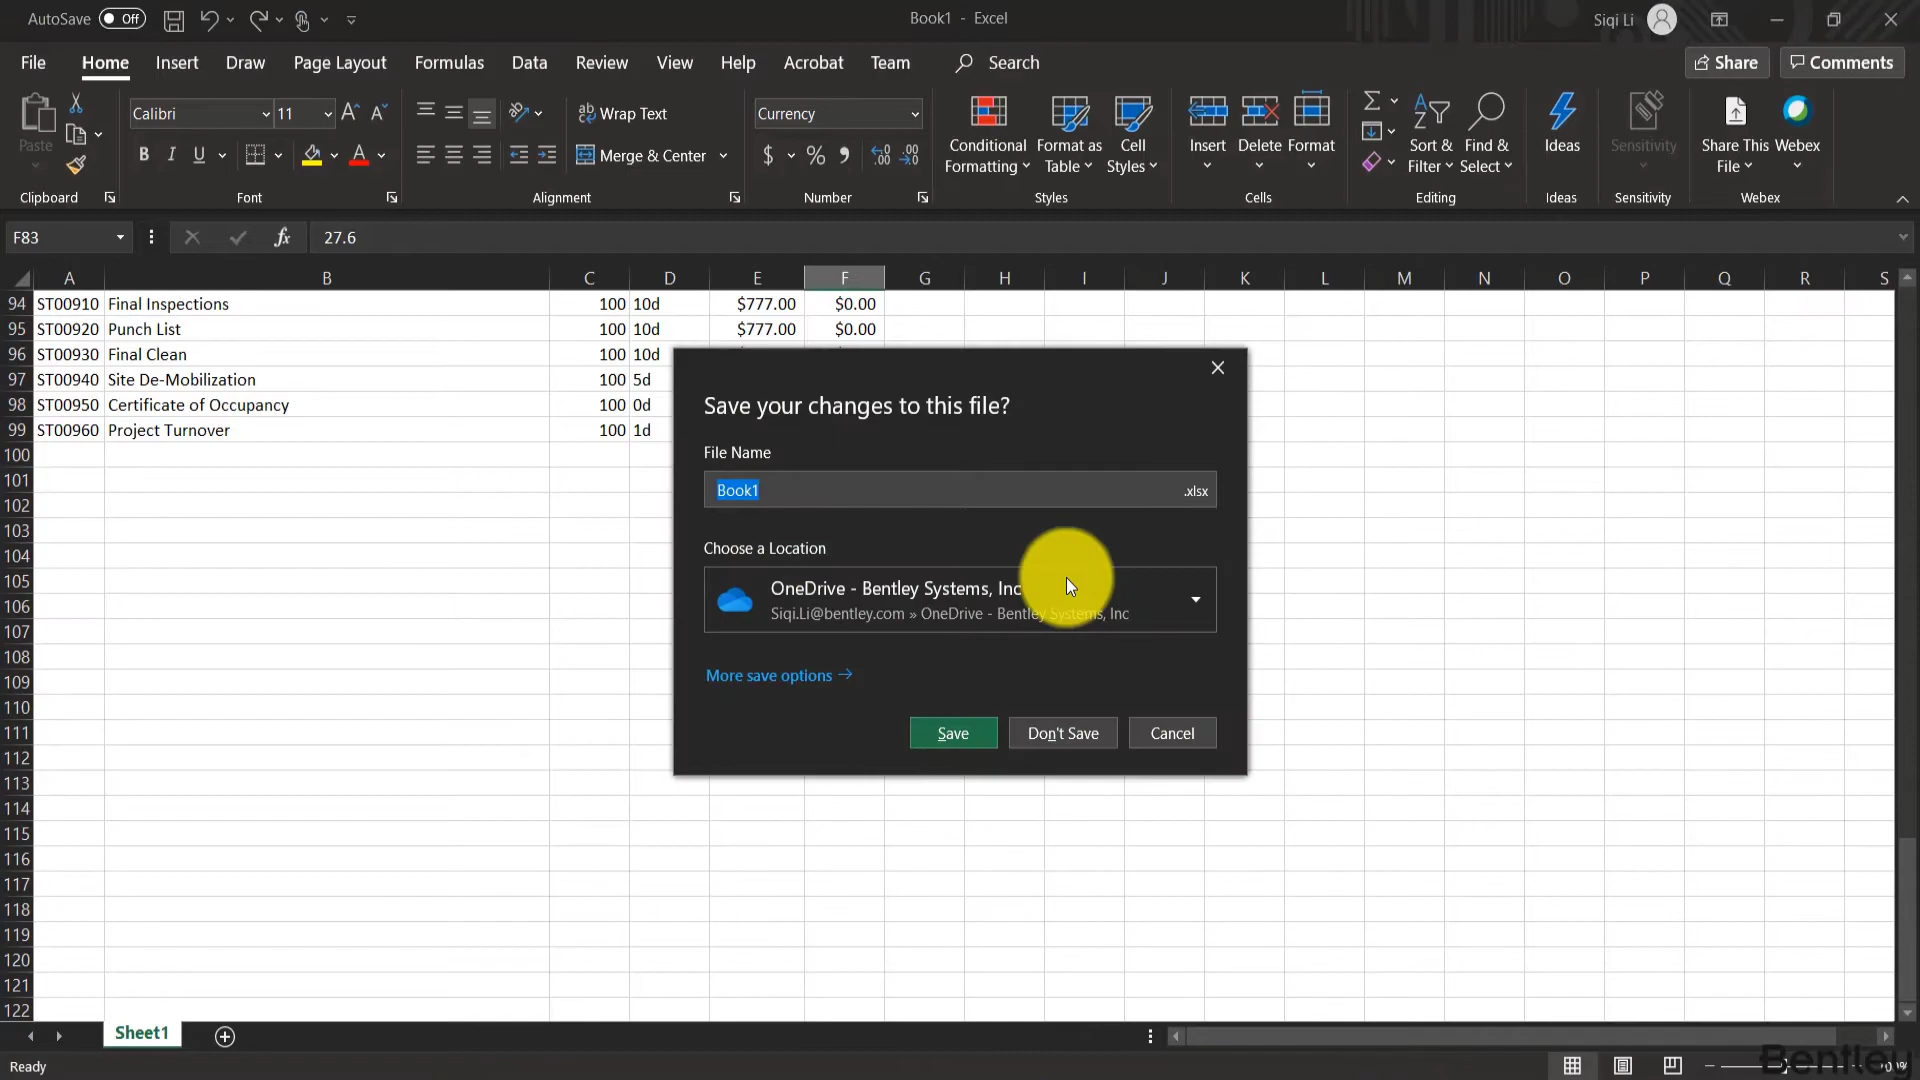 AutoSave Off Book1 - Excel Siqi Li
File Home Insert Draw Page Layout Formulas Data Review View Help Acrobat Team Search Share Comments
Paste Calibri 11 Wrap Text Currency Conditional Formatting Format as Table Cell Styles Insert Delete Format Sort & Filter Find & Select Ideas Sensitivity Share This File Webex
B I U A Merge & Center $ %
Clipboard Font Alignment Number Styles Cells Editing Ideas Sensitivity Webex
F83 fx 27.6
A B C D E F G H I J K L M N O P Q R S
94 ST00910 Final Inspections 100 10d $777.00 $0.00
95 ST00920 Punch List 100 10d $777.00 $0.00
96 ST00930 Final Clean 100 10d
97 ST00940 Site De-Mobilization 100 5d
98 ST00950 Certificate of Occupancy 100 0d
99 ST00960 Project Turnover 100 1d
100
101
102
103
104
105
106
107
108
109
110
111
112
113
114
115
116
117
118
119
120
121
122
Save your changes to this file?
File Name
Book1 .xlsx
Choose a Location
OneDrive - Bentley Systems, Inc
Siqi.Li@bentley.com » OneDrive - Bentley Systems, Inc
More save options →
Save Don't Save Cancel
Sheet1
Ready Bentley